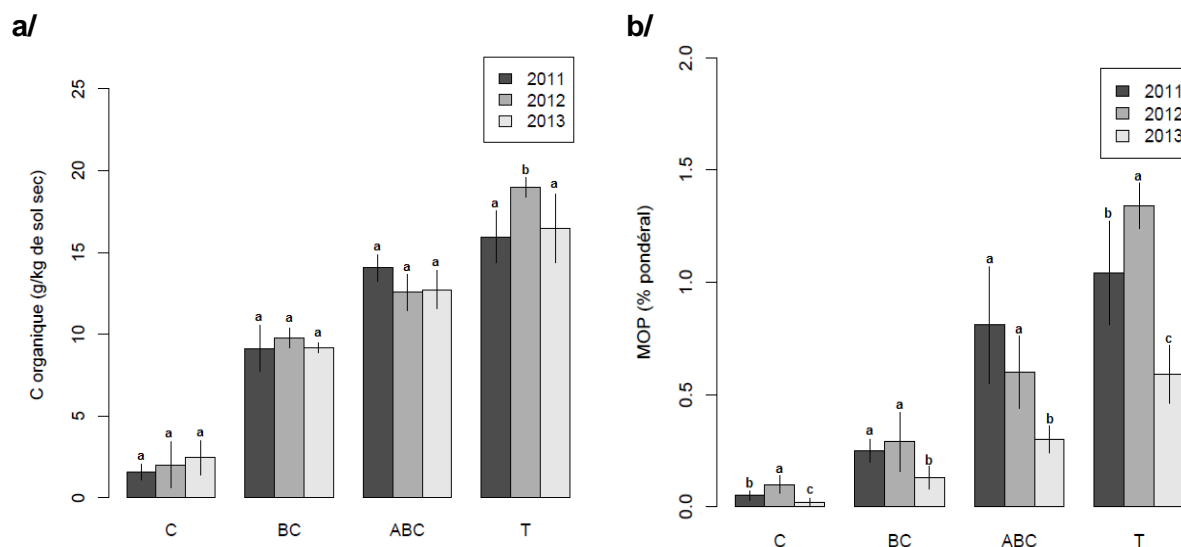 a/
2011
2012
2013
C organique (g/kg de sol sec)
25
20
15
10
5
0
a a a
a a a
a a a
a b a
C BC ABC T
b/
2011
2012
2013
MOP (% pondéral)
2.0
1.5
1.0
0.5
0.0
b a c
a a b
a a b
b a c
C BC ABC T